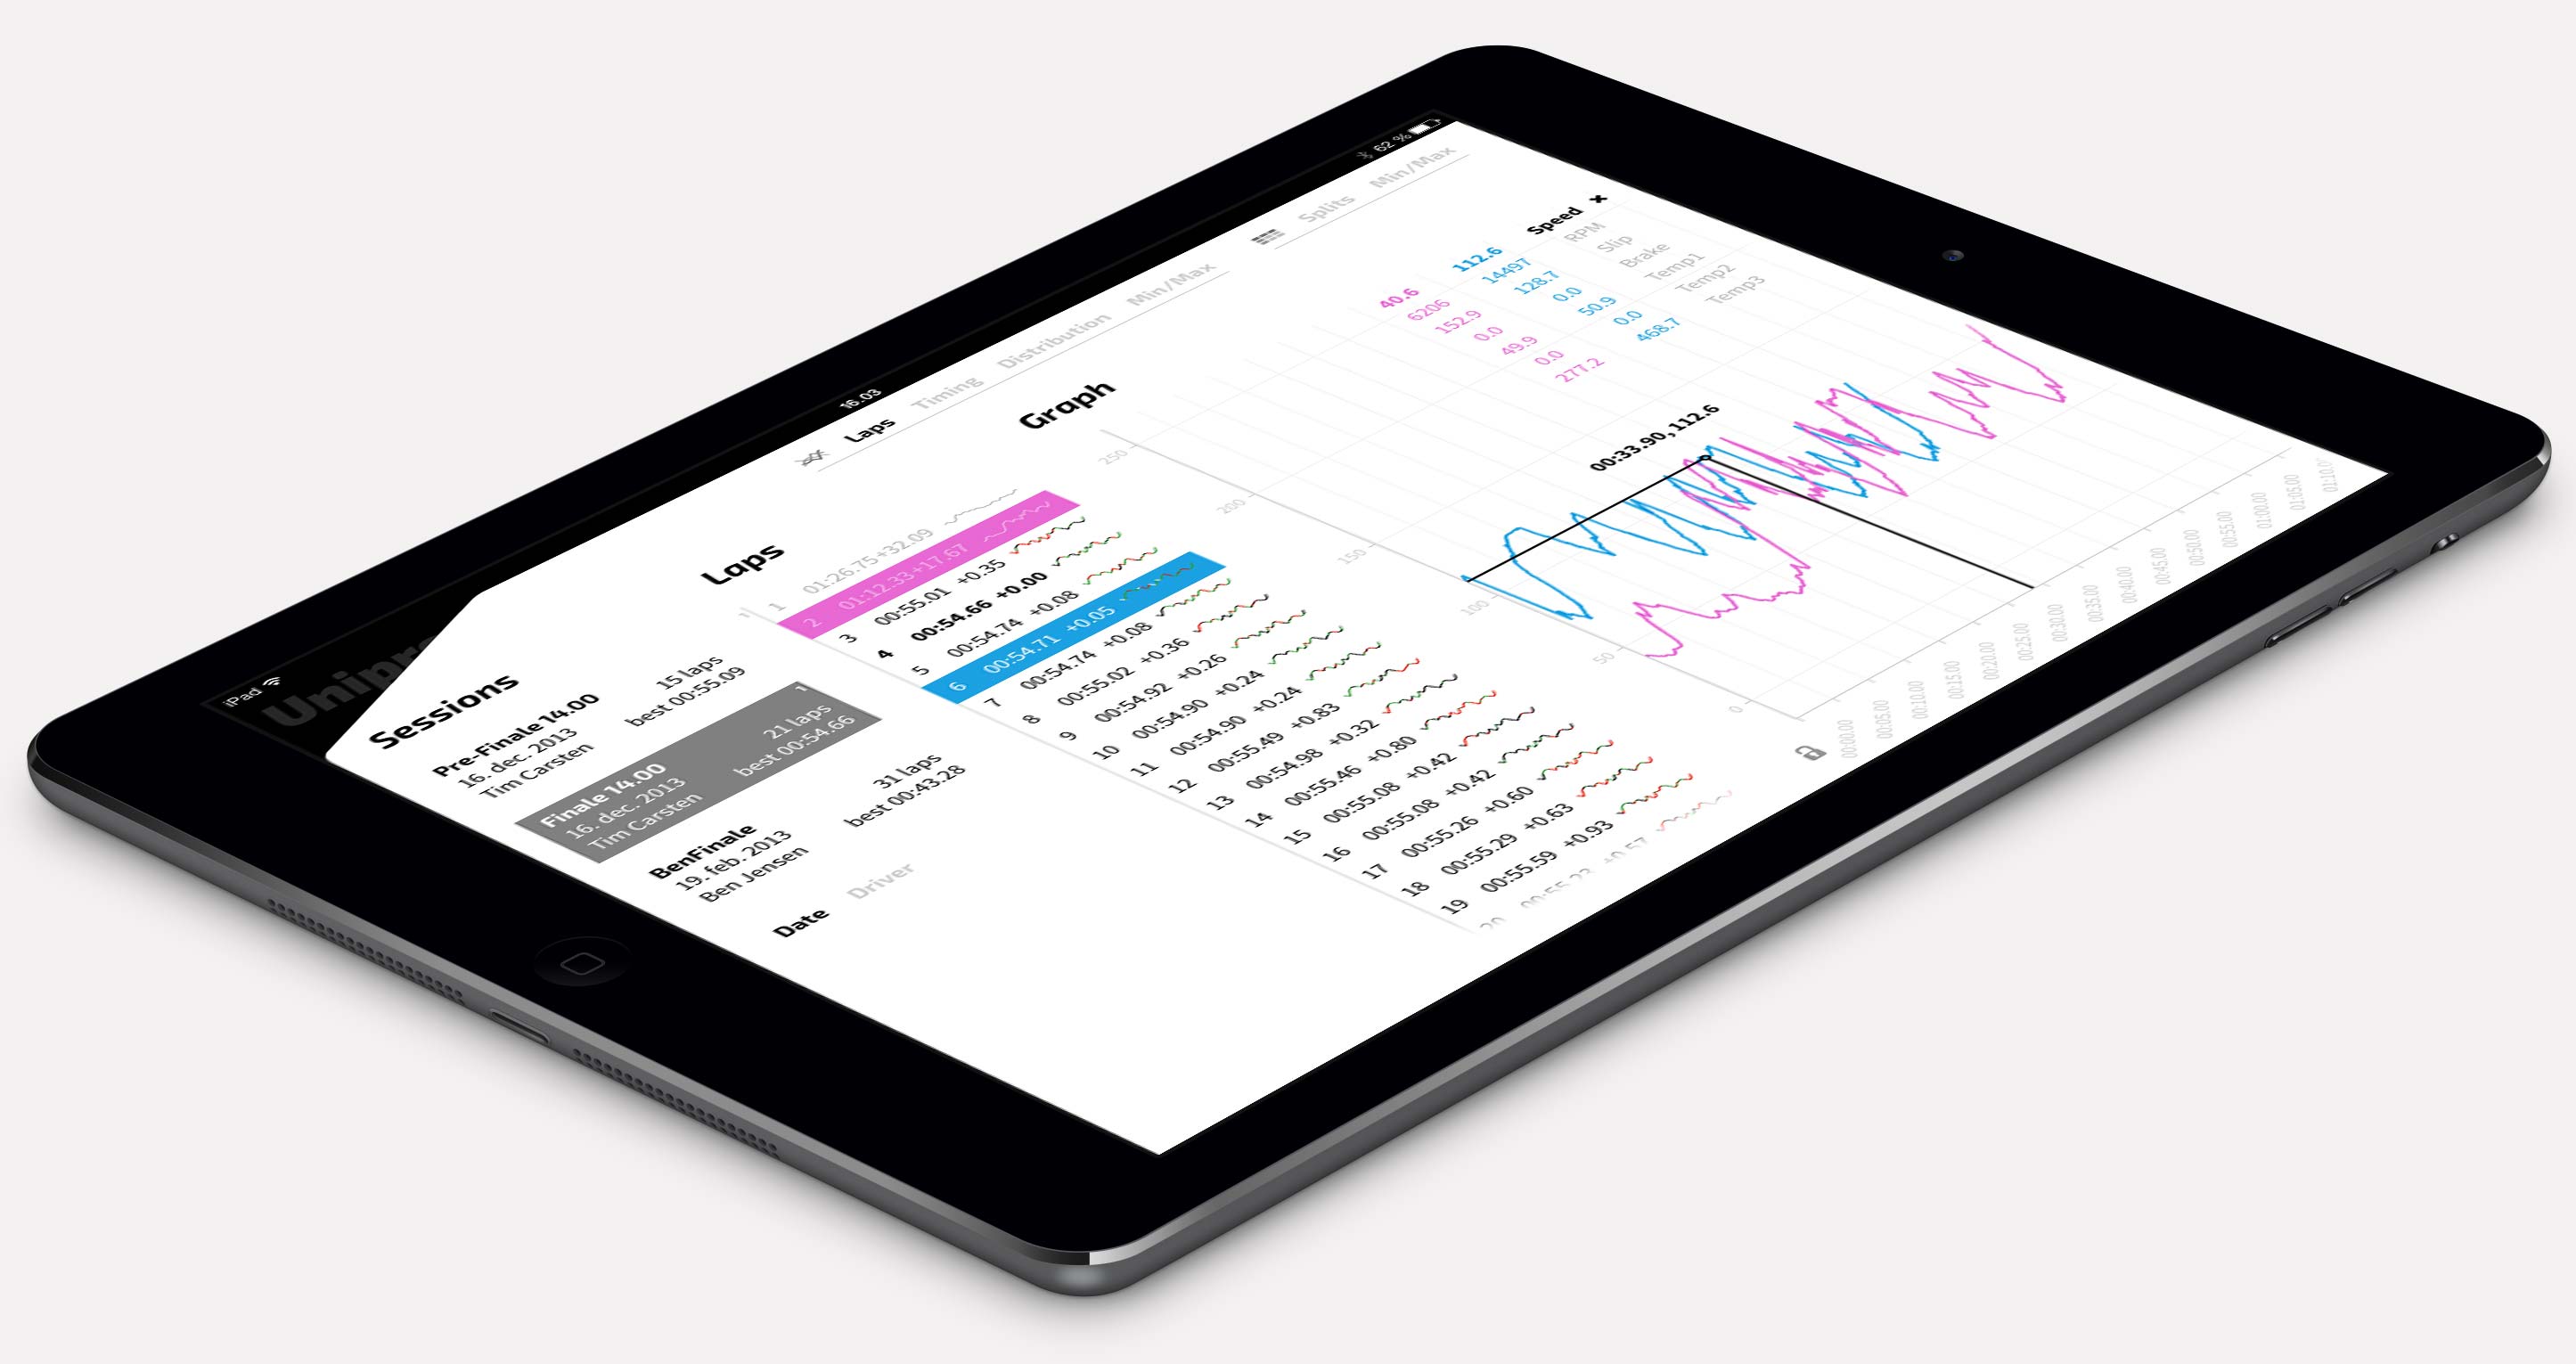 iPad
16.03
62 %
Sessions
Pre-Finale 14.00
16. dec. 2013
Tim Carsten
15 laps
best 00:55.09
Finale 14.00
16. dec. 2013
Tim Carsten
1
21 laps
best 00:54.66
BenFinale
19. feb. 2013
Ben Jensen
31 laps
best 00:43.28
Date Driver
Laps Timing Distribution Min/Max
Laps
1
1 01:26.75 +32.09
2 01:12.33 +17.67
3 00:55.01 +0.35
4 00:54.66 +0.00
5 00:54.74 +0.08
6 00:54.71 +0.05
7 00:54.74 +0.08
8 00:55.02 +0.36
9 00:54.92 +0.26
10 00:54.90 +0.24
11 00:54.90 +0.24
12 00:55.49 +0.83
13 00:54.98 +0.32
14 00:55.46 +0.80
15 00:55.08 +0.42
16 00:55.08 +0.42
17 00:55.26 +0.60
18 00:55.29 +0.63
19 00:55.59 +0.93
20 00:55.23 +0.57
Splits Min/Max
Graph
40.6 112.6 Speed
6206 14497 RPM
152.9 128.7 Slip
0.0 0.0 Brake
49.9 50.9 Temp1
0.0 0.0 Temp2
277.2 468.7 Temp3
00:33.90, 112.6
250
200
150
100
50
0
00:00.00
00:05.00
00:10.00
00:15.00
00:20.00
00:25.00
00:30.00
00:35.00
00:40.00
00:45.00
00:50.00
00:55.00
01:00.00
01:05.00